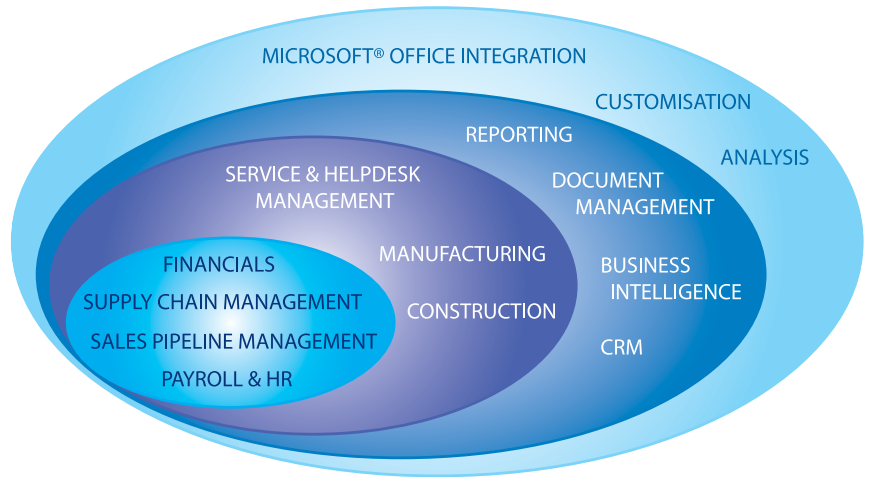 MICROSOFT® OFFICE INTEGRATION
CUSTOMISATION
ANALYSIS
REPORTING
DOCUMENT
MANAGEMENT
BUSINESS
INTELLIGENCE
CRM
SERVICE & HELPDESK
MANAGEMENT
MANUFACTURING
CONSTRUCTION
FINANCIALS
SUPPLY CHAIN MANAGEMENT
SALES PIPELINE MANAGEMENT
PAYROLL & HR